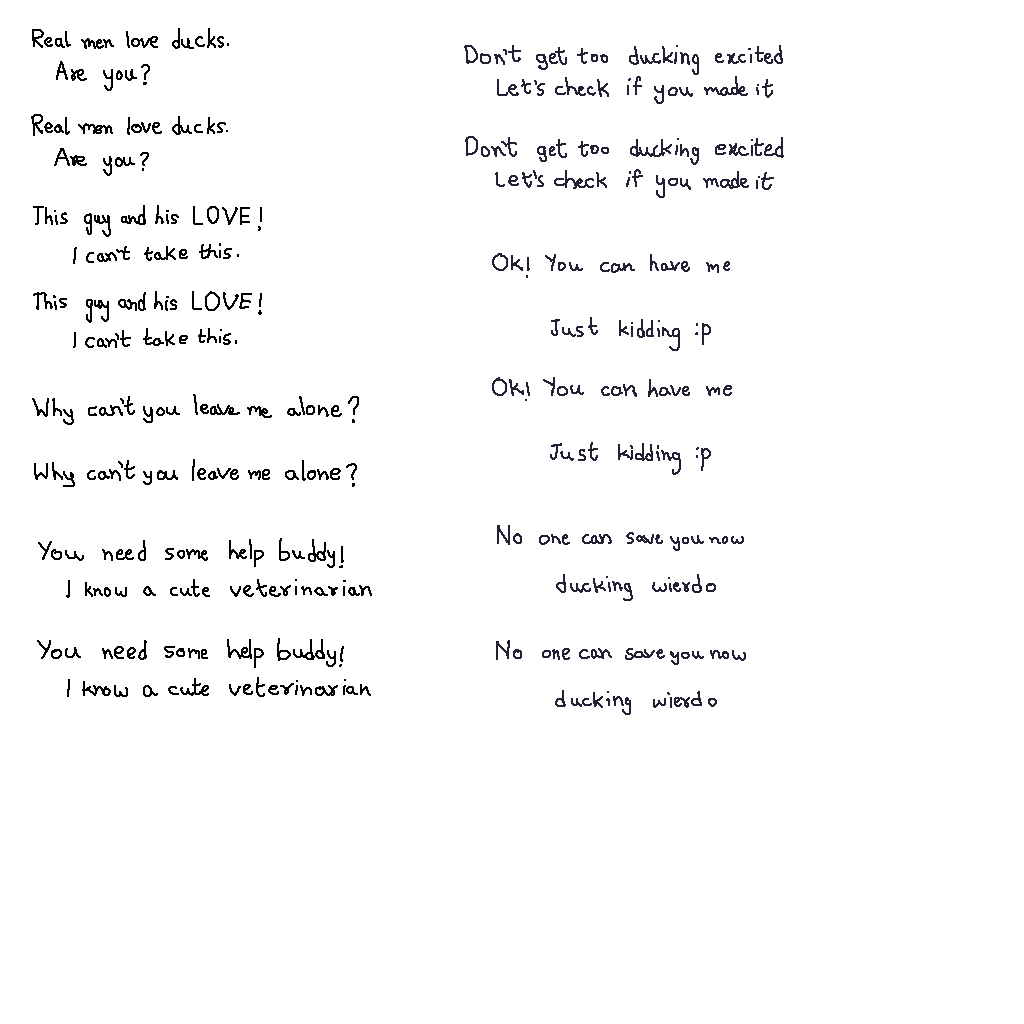 Real men love ducks.
Are you?
Real men love ducks.
Are you?
This guy and his LOVE!
I can't take this.
This guy and his LOVE!
I can't take this.
Why can't you leave me alone?
Why can't you leave me alone?
You need some help buddy!
I know a cute veterinarian
You need some help buddy!
I know a cute veterinarian
Don't get too ducking excited
Let's check if you made it
Don't get too ducking excited
Let's check if you made it
Ok! You can have me
Just kidding :p
Ok! You can have me
Just kidding :p
No one can save you now
ducking wierdo
No one can save you now
ducking wierdo